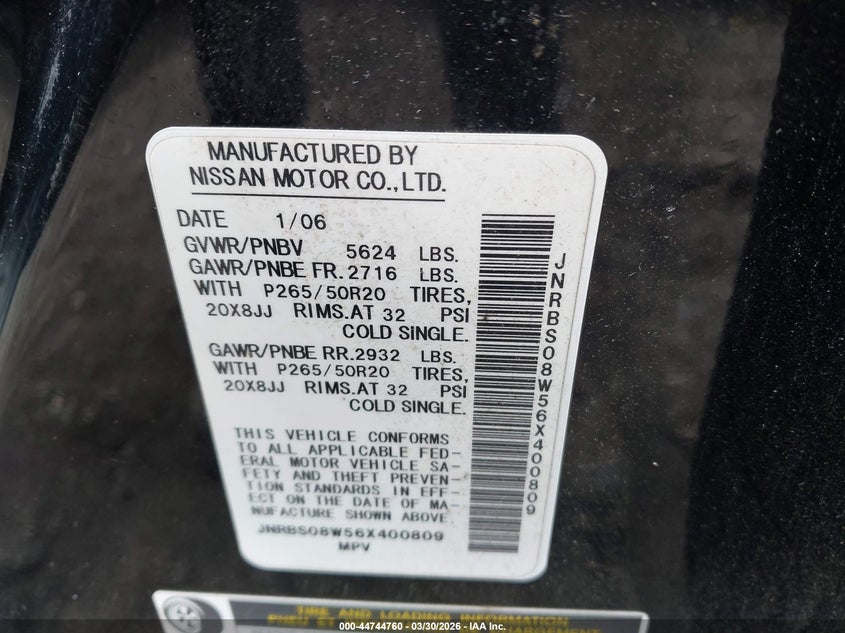 MANUFACTURED BY
NISSAN MOTOR CO.,LTD.
DATE 1/06
GVWR/PNBV 5624 LBS.
GAWR/PNBE FR.2716 LBS.
WITH P265/50R20 TIRES,
20X8JJ RIMS.AT 32 PSI
COLD SINGLE.
GAWR/PNBE RR.2932 LBS.
WITH P265/50R20 TIRES,
20X8JJ RIMS.AT 32 PSI
COLD SINGLE.
THIS VEHICLE CONFORMS
TO ALL APPLICABLE FED-
ERAL MOTOR VEHICLE SA-
FETY AND THEFT PREVEN-
TION STANDARDS IN EFF-
ECT ON THE DATE OF MA-
NUFACTURE SHOWN ABOVE
JNRBS08W56X400809
MPV
JNRBS08W56X400809
TIRE AND LOADING INFORMATION
PNEU ET
CHARGEMENT
000-44744760 - 03/30/2026 - IAA Inc.